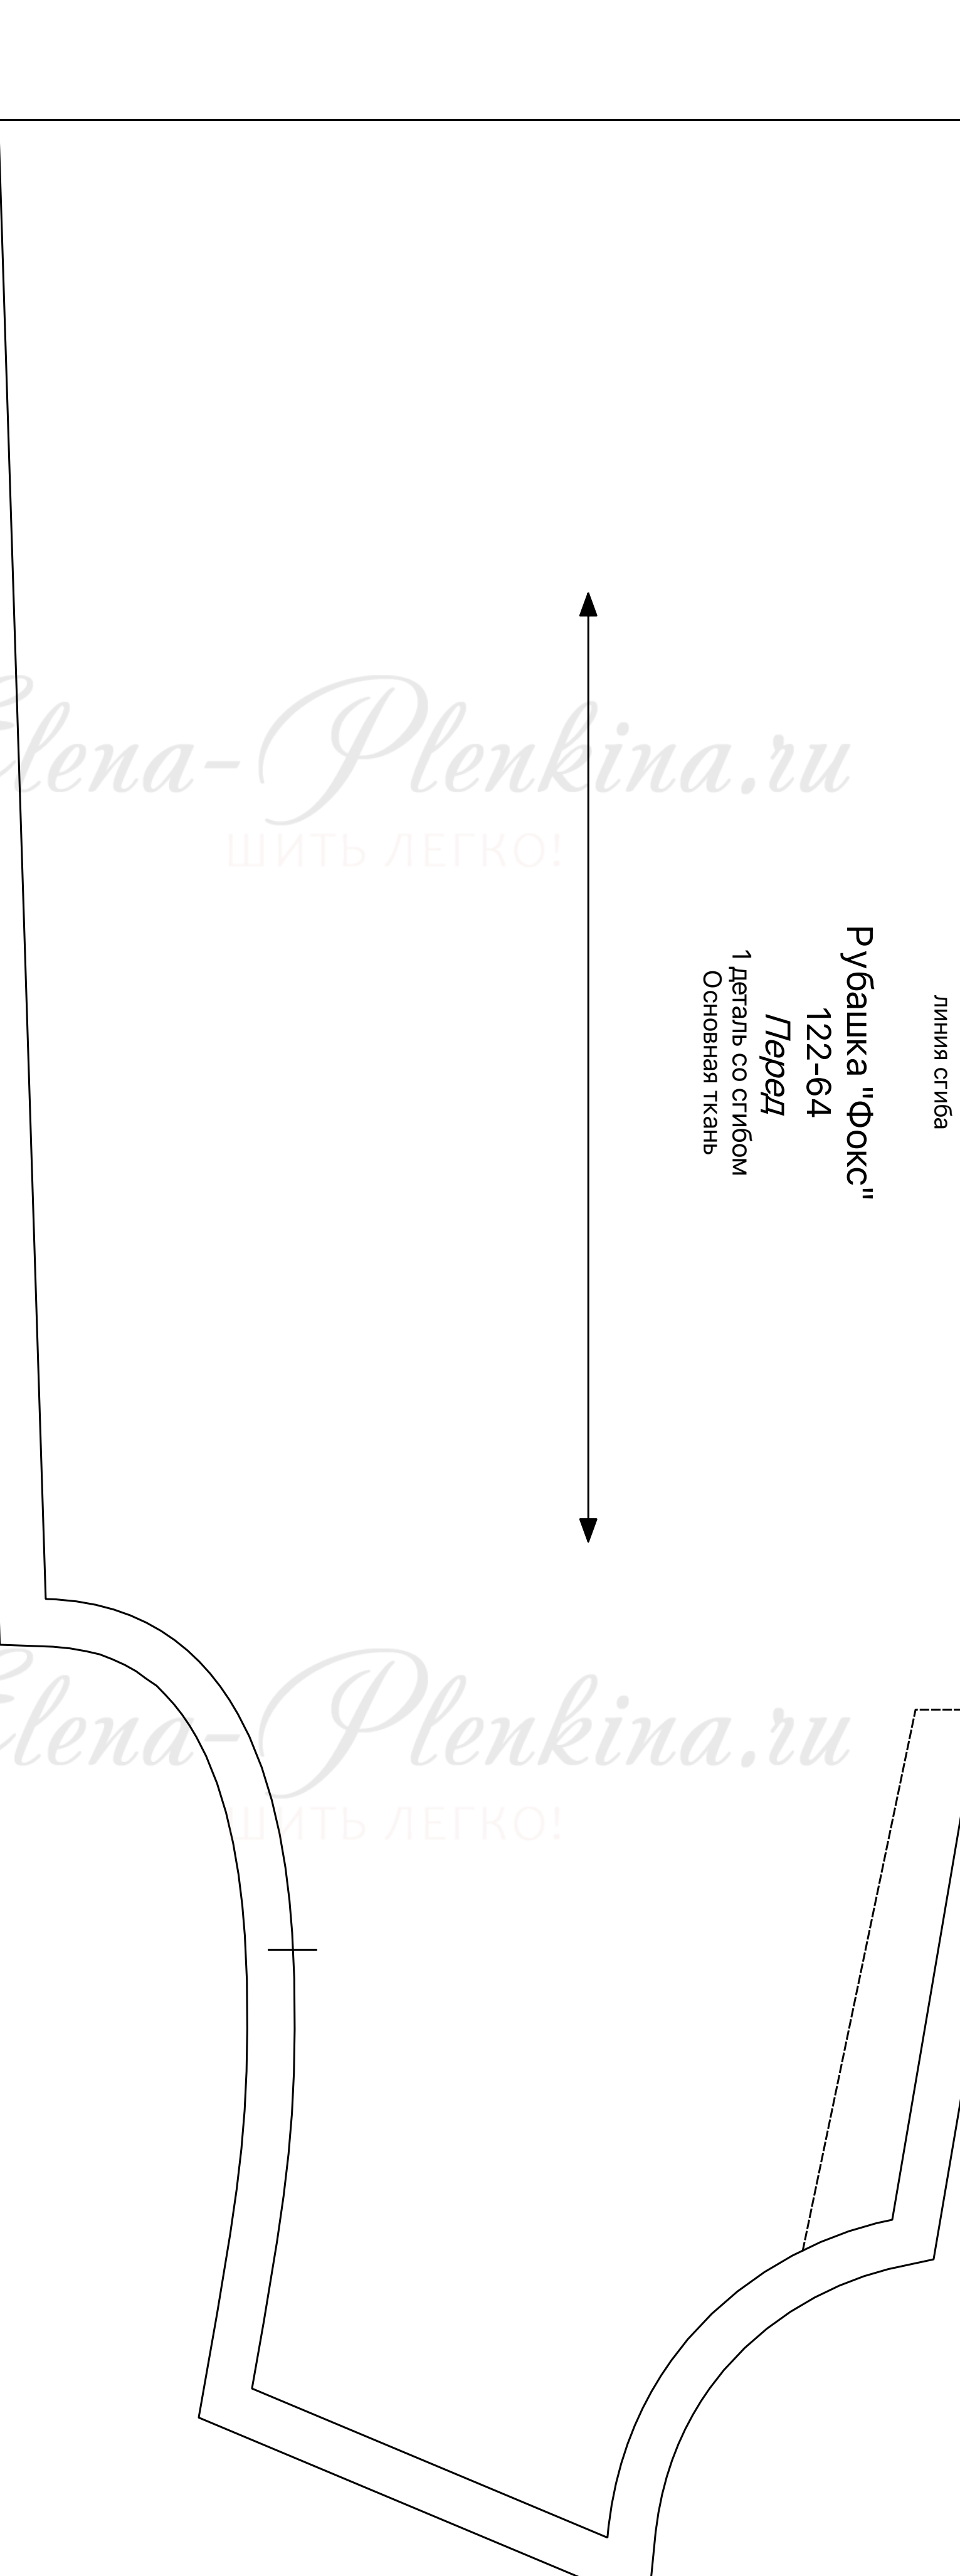 линия сгиба
Рубашка "Фокс"
122-64
Перед
1 деталь со сгибом
Основная ткань
Elena-Plenkina.ru
ШИТЬ ЛЕГКО!
Elena-Plenkina.ru
ШИТЬ ЛЕГКО!